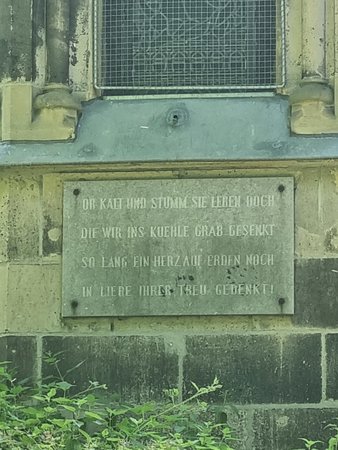 OB KALT UND STUMM SIE LEBEN DOCH
DIE WIR INS KUEHLE GRAB GESENKT
SO LANG EIN HERZ AUF ERDEN NOCH
IN LIEBE IHRER TREU GEDENKT!